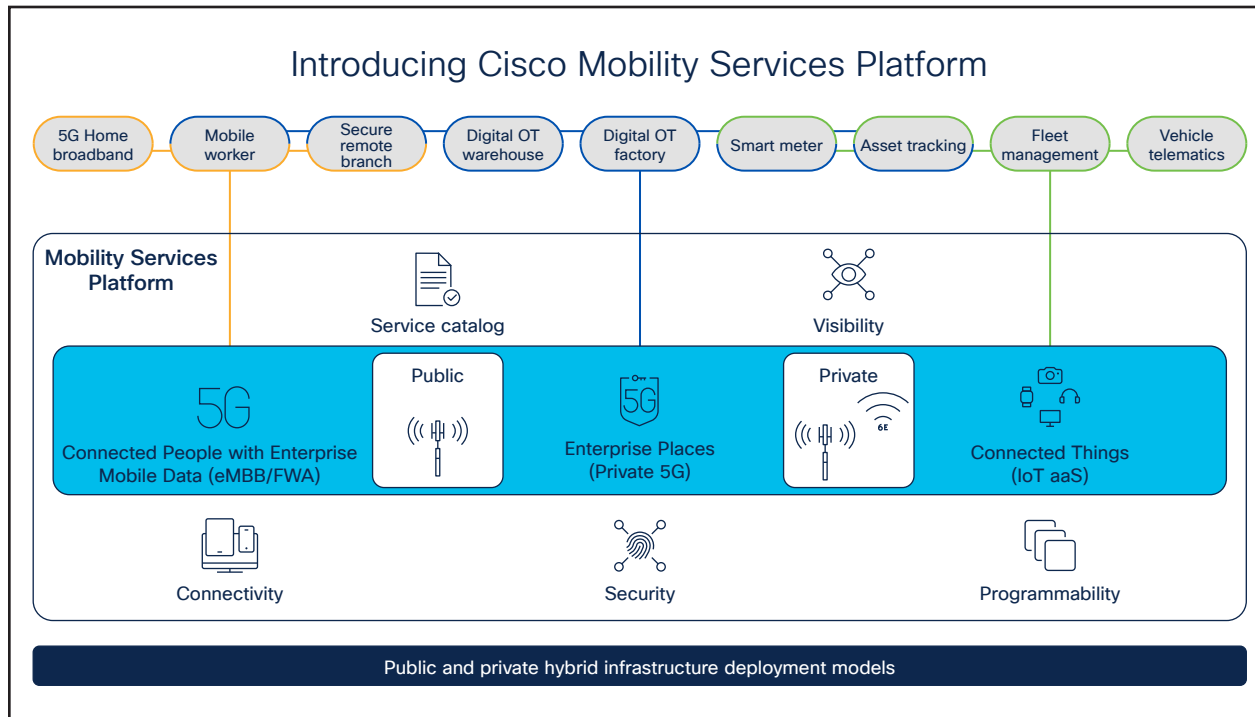 Introducing Cisco Mobility Services Platform
5G Home
broadband
Mobile
worker
Secure
remote
branch
Digital OT
warehouse
Digital OT
factory
Smart meter
Asset tracking
Fleet
management
Vehicle
telematics
Mobility Services
Platform
Service catalog
Visibility
5G
Connected People with Enterprise
Mobile Data (eMBB/FWA)
Public
5G
Enterprise Places
(Private 5G)
Private
6E
Connected Things
(IoT aaS)
Connectivity
Security
Programmability
Public and private hybrid infrastructure deployment models